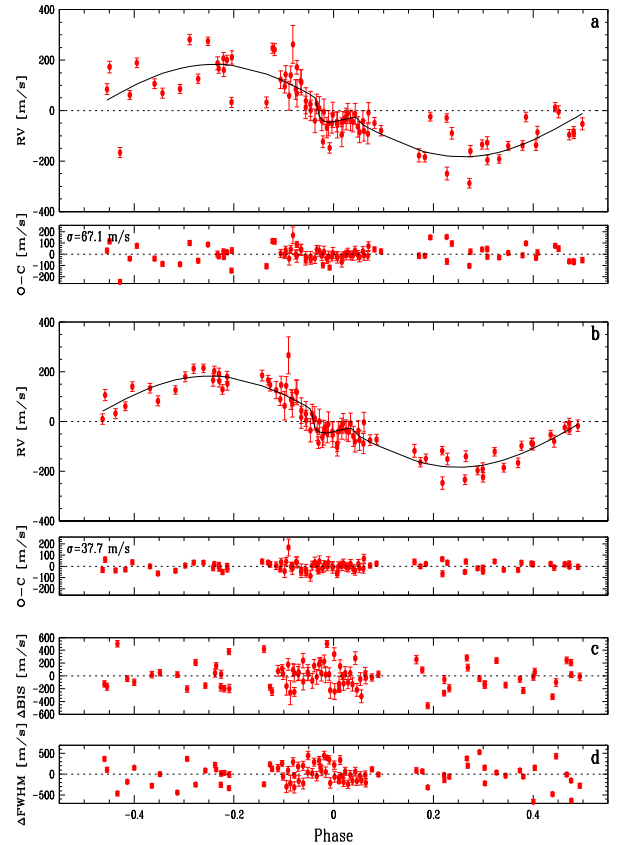 a
400
200
0
-200
-400
RV [m/s]
σ=67.1 m/s
200
100
0
-100
-200
O-C [m/s]
b
400
200
0
-200
-400
RV [m/s]
σ=37.7 m/s
200
100
0
-100
-200
O-C [m/s]
c
600
400
200
0
-200
-400
-600
ΔBIS [m/s]
d
500
0
-500
ΔFWHM [m/s]
-0.4
-0.2
0
0.2
0.4
Phase